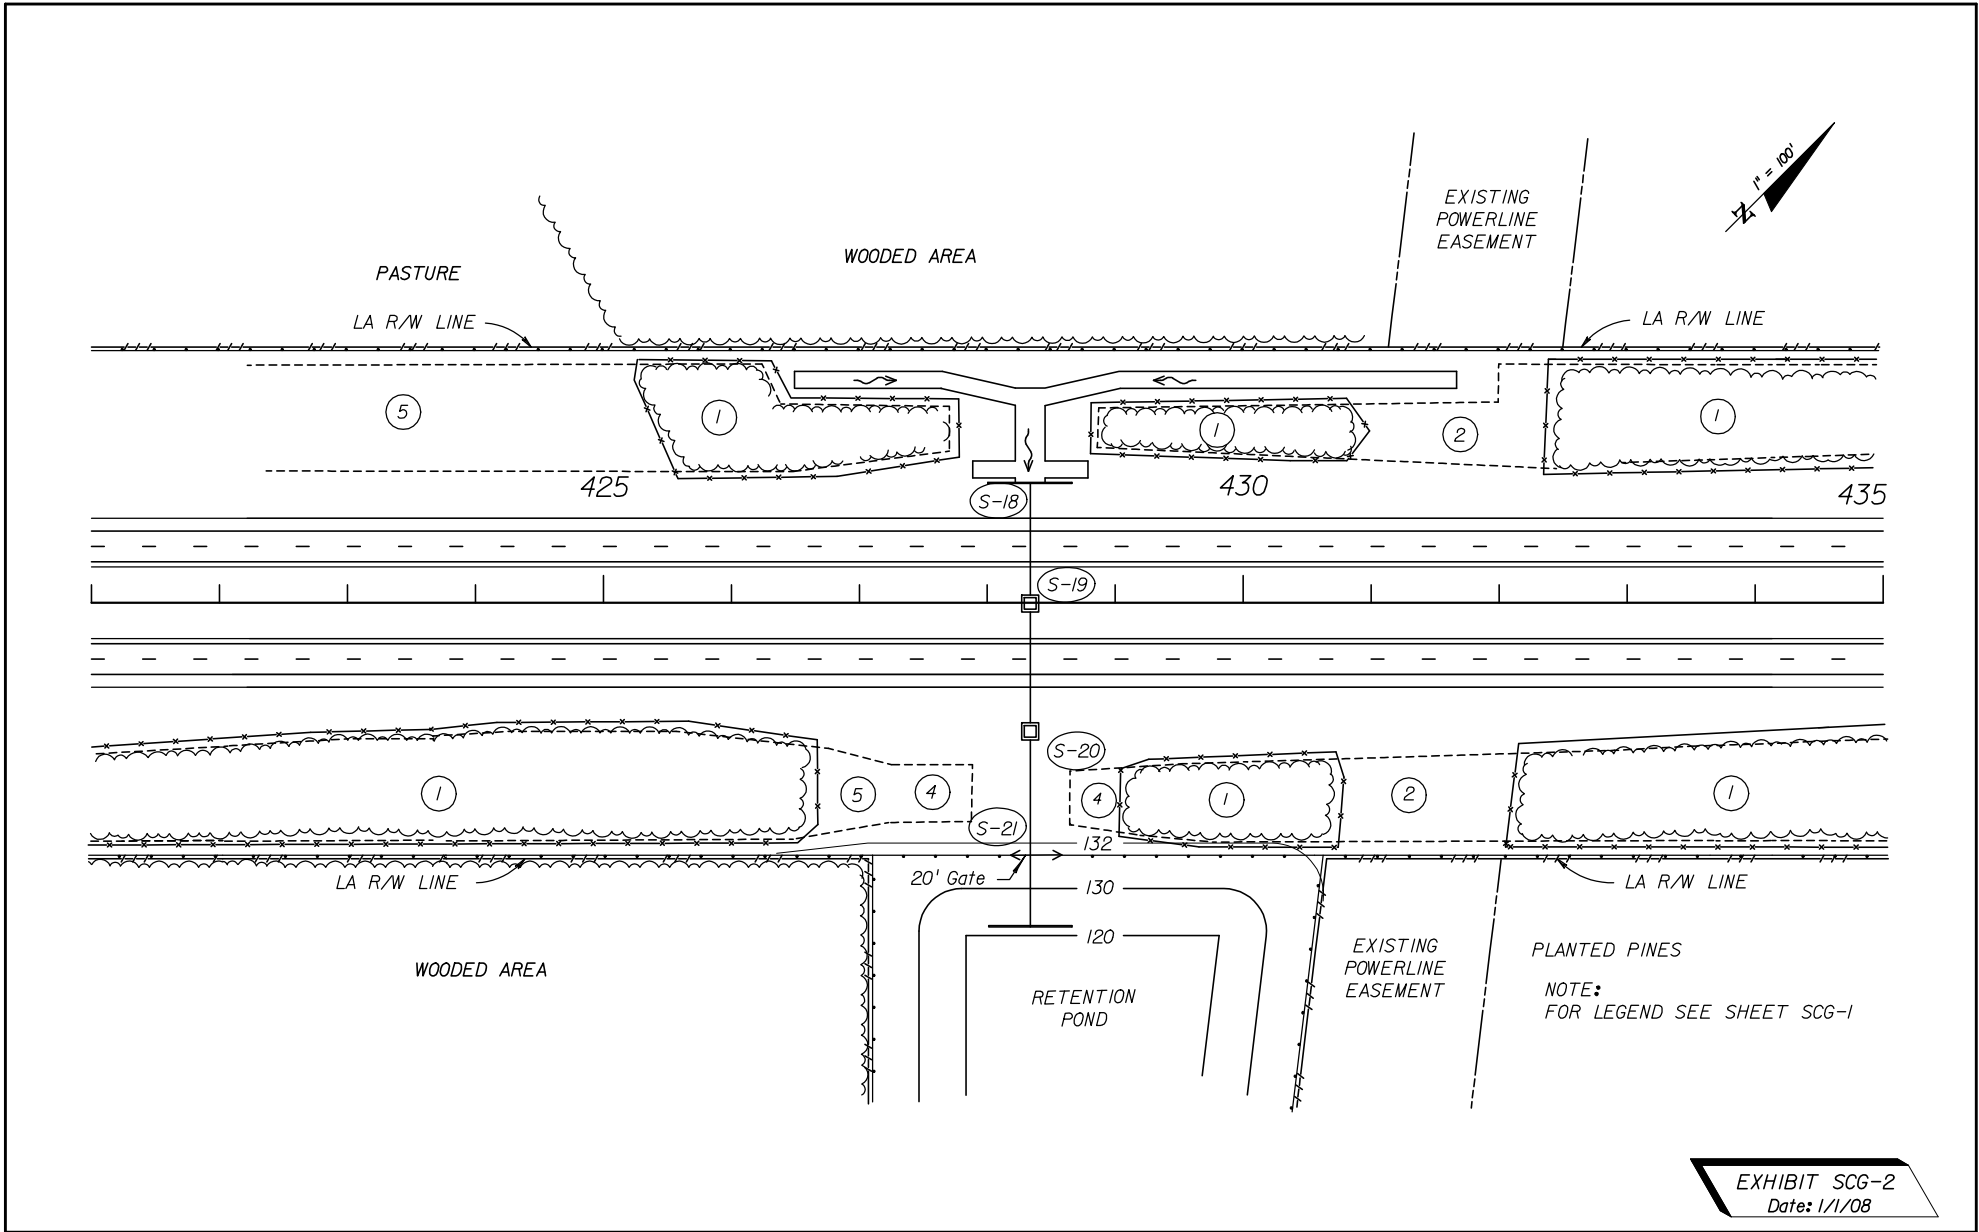 1" = 100'
N
EXISTING
POWERLINE
EASEMENT
WOODED AREA
PASTURE
LA R/W LINE
LA R/W LINE
5
1
1
2
1
425
430
435
S-18
S-19
S-20
1
5
4
4
1
2
1
S-21
132
LA R/W LINE
20' Gate
130
LA R/W LINE
120
WOODED AREA
RETENTION
POND
EXISTING
POWERLINE
EASEMENT
PLANTED PINES
NOTE:
FOR LEGEND SEE SHEET SCG-1
EXHIBIT SCG-2
Date: 1/1/08